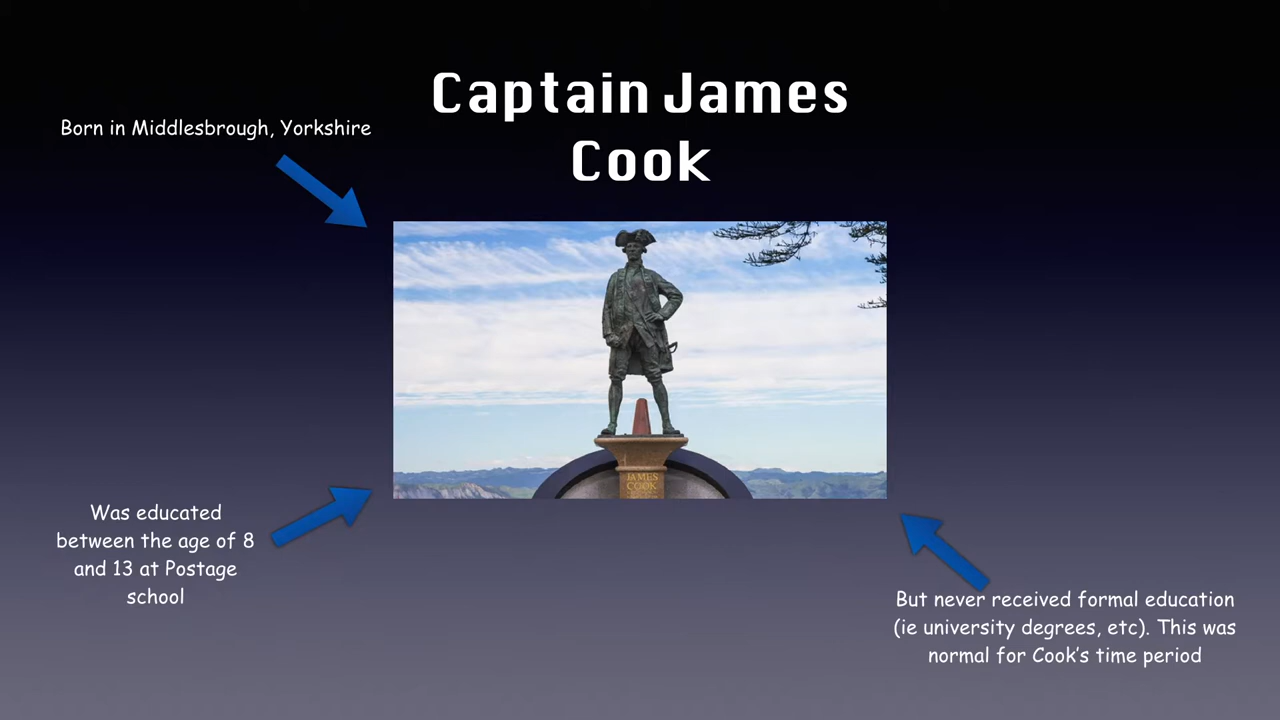 Captain James
Cook
Born in Middlesbrough, Yorkshire
JAMES
COOK
Was educated
between the age of 8
and 13 at Postage
school
But never received formal education
(ie university degrees, etc). This was
normal for Cook's time period